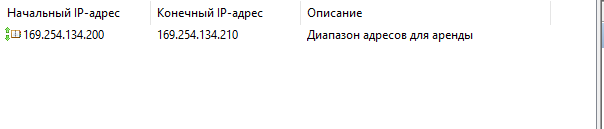 Начальный IP-адрес Конечный IP-адрес Описание
169.254.134.200 169.254.134.210 Диапазон адресов для аренды